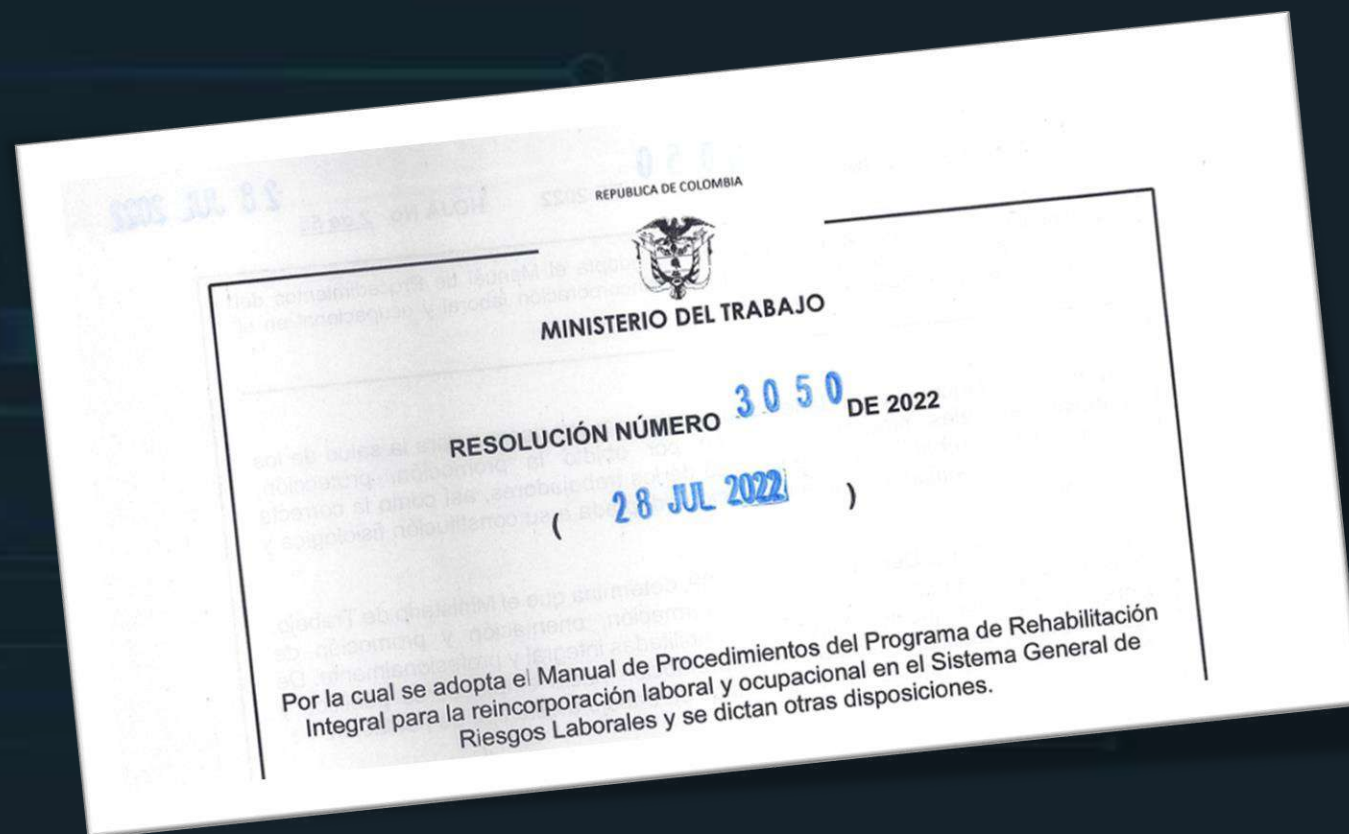 REPÚBLICA DE COLOMBIA
MINISTERIO DEL TRABAJO
RESOLUCIÓN NÚMERO 3050 DE 2022
( 28 JUL 2022 )
Por la cual se adopta el Manual de Procedimientos del Programa de Rehabilitación
Integral para la reincorporación laboral y ocupacional en el Sistema General de
Riesgos Laborales y se dictan otras disposiciones.